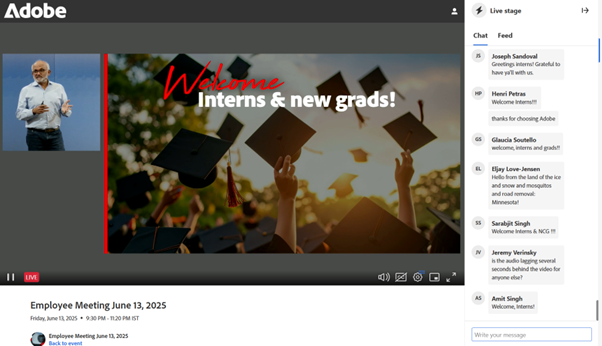 Adobe
Welcome
interns & new grads!
LIVE
Employee Meeting June 13, 2025
Friday, June 13, 2025 • 9:30 PM - 11:20 PM IST
Employee Meeting June 13, 2025
Back to event
Live stage
Chat Feed
JS
Joseph Sandoval
Greetings interns! Grateful to
have ya'll with us.
HP
Henri Petras
Welcome Interns!!!
thanks for choosing Adobe
GS
Glaucia Soutello
welcome, interns and grads!!
EL
Eljay Love-Jensen
Hello from the land of the ice
and snow and mosquitos
and road removal:
Minnesota!
SS
Sarabjit Singh
Welcome Interns & NCG !!!
JV
Jeremy Verinsky
is the audio lagging several
seconds behind the video for
anyone else?
AS
Amit Singh
Welcome, Interns!
Write your message